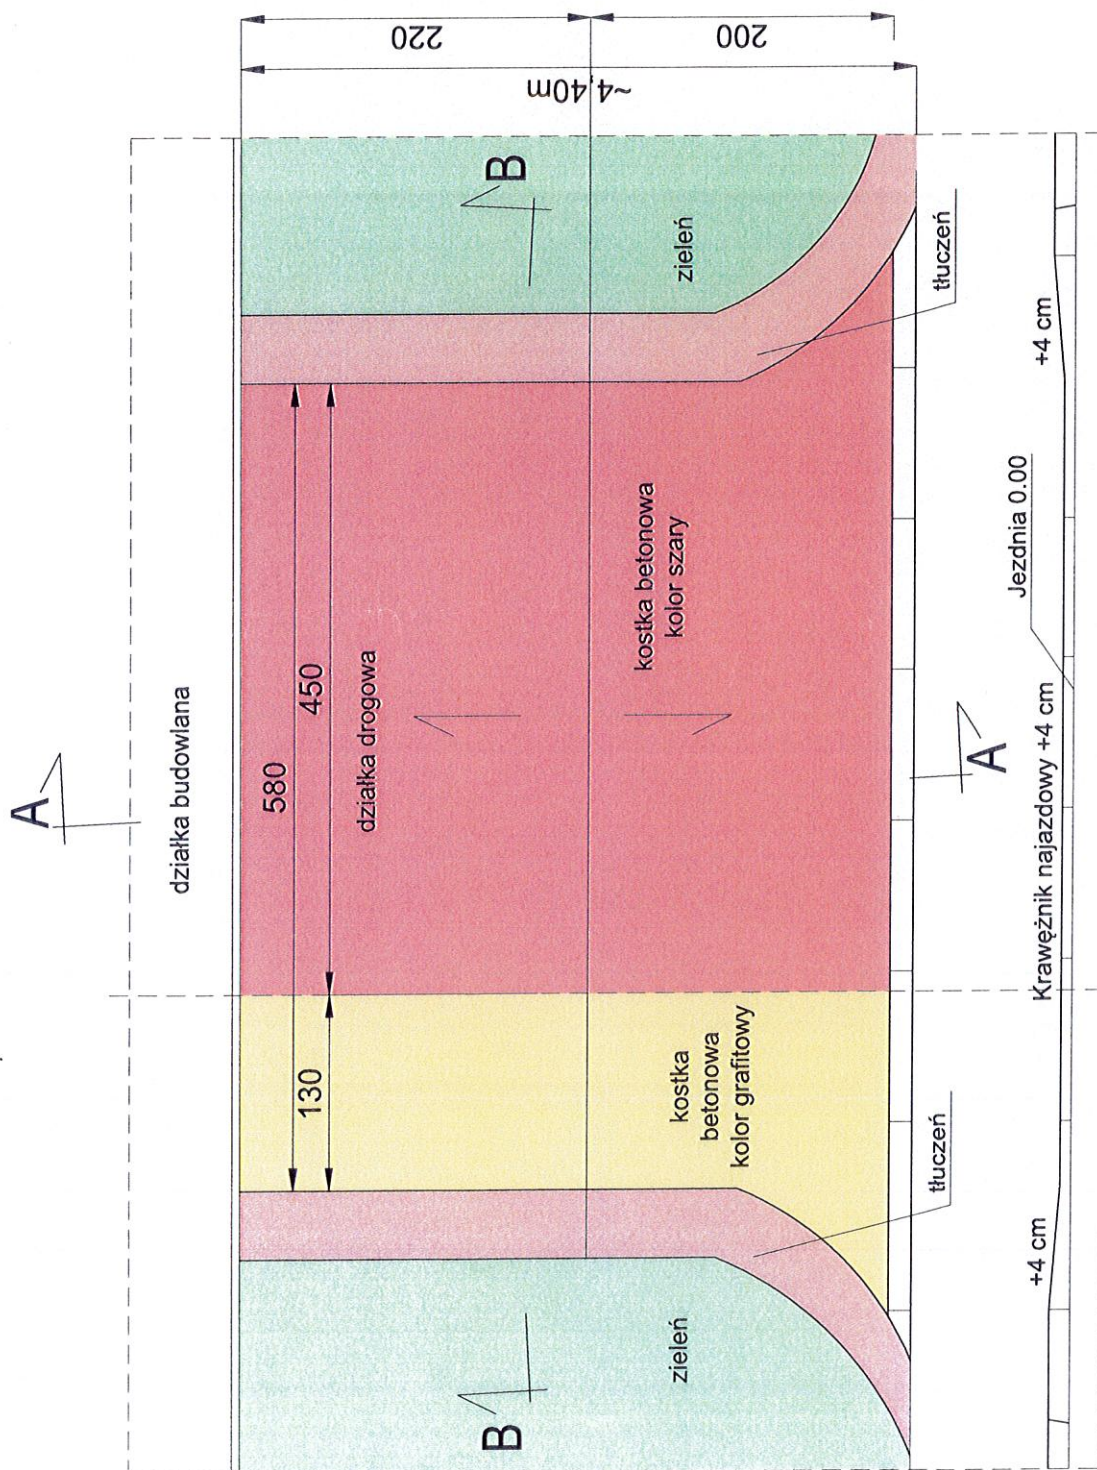 A
działka budowlana
580
450
130
działka drogowa
220
200
~4,40m
B
B
zieleń
zieleń
kostka betonowa
kolor szary
kostka
betonowa
kolor grafitowy
tłuczeń
tłuczeń
A
Jezdnia 0.00
+4 cm
Krawężnik najazdowy +4 cm
+4 cm